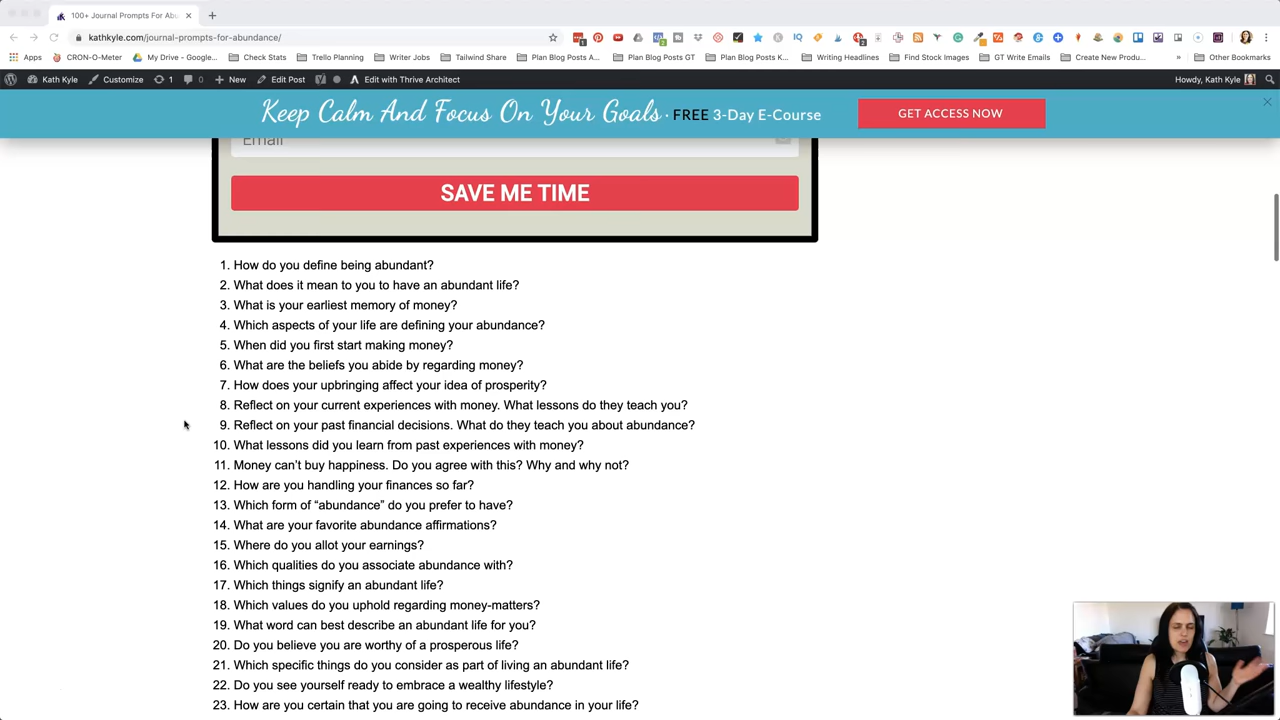 100+ Journal Prompts For Abu
kathkyle.com/journal-prompts-for-abundance/
Apps CRON-O-Meter My Drive - Google... Check Stats Trello Planning Writer Jobs Tailwind Share Plan Blog Posts A... Plan Blog Posts GT Plan Blog Posts K... Writing Headlines Find Stock Images GT Write Emails Create New Produ... » Other Bookmarks
Kath Kyle Customize 1 0 + New Edit Post Edit with Thrive Architect Howdy, Kath Kyle
Keep Calm And Focus On Your Goals · FREE 3-Day E-Course GET ACCESS NOW
Email
SAVE ME TIME
1. How do you define being abundant?
2. What does it mean to you to have an abundant life?
3. What is your earliest memory of money?
4. Which aspects of your life are defining your abundance?
5. When did you first start making money?
6. What are the beliefs you abide by regarding money?
7. How does your upbringing affect your idea of prosperity?
8. Reflect on your current experiences with money. What lessons do they teach you?
9. Reflect on your past financial decisions. What do they teach you about abundance?
10. What lessons did you learn from past experiences with money?
11. Money can’t buy happiness. Do you agree with this? Why and why not?
12. How are you handling your finances so far?
13. Which form of “abundance” do you prefer to have?
14. What are your favorite abundance affirmations?
15. Where do you allot your earnings?
16. Which qualities do you associate abundance with?
17. Which things signify an abundant life?
18. Which values do you uphold regarding money-matters?
19. What word can best describe an abundant life for you?
20. Do you believe you are worthy of a prosperous life?
21. Which specific things do you consider as part of living an abundant life?
22. Do you see yourself ready to embrace a wealthy lifestyle?
23. How are you certain that you are going to receive abundance in your life?